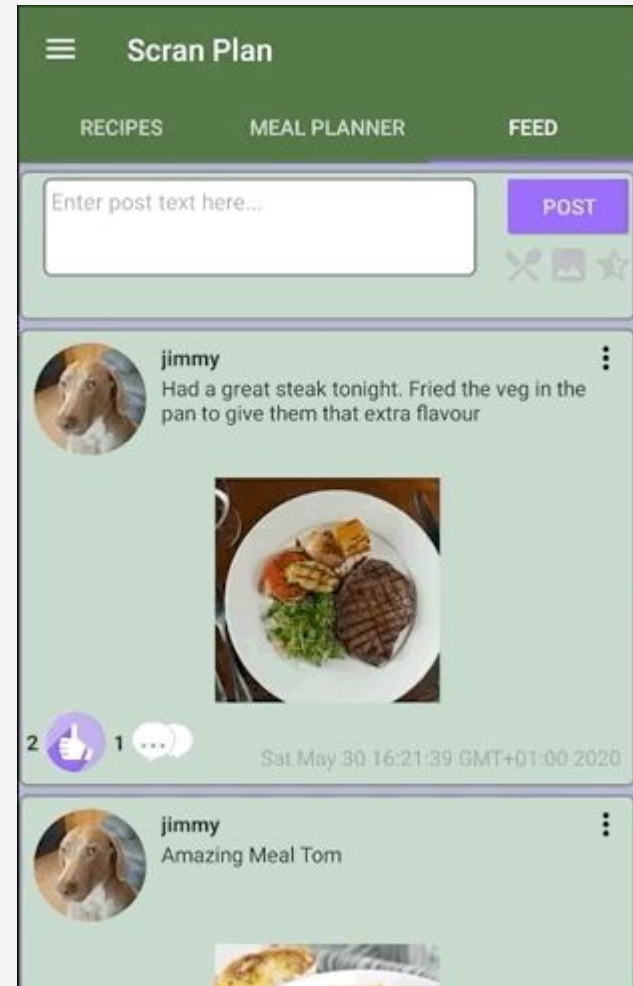 Scran Plan
RECIPES MEAL PLANNER FEED
Enter post text here...
POST
jimmy
Had a great steak tonight. Fried the veg in the
pan to give them that extra flavour
2 1
Sat May 30 16:21:39 GMT+01:00 2020
jimmy
Amazing Meal Tom